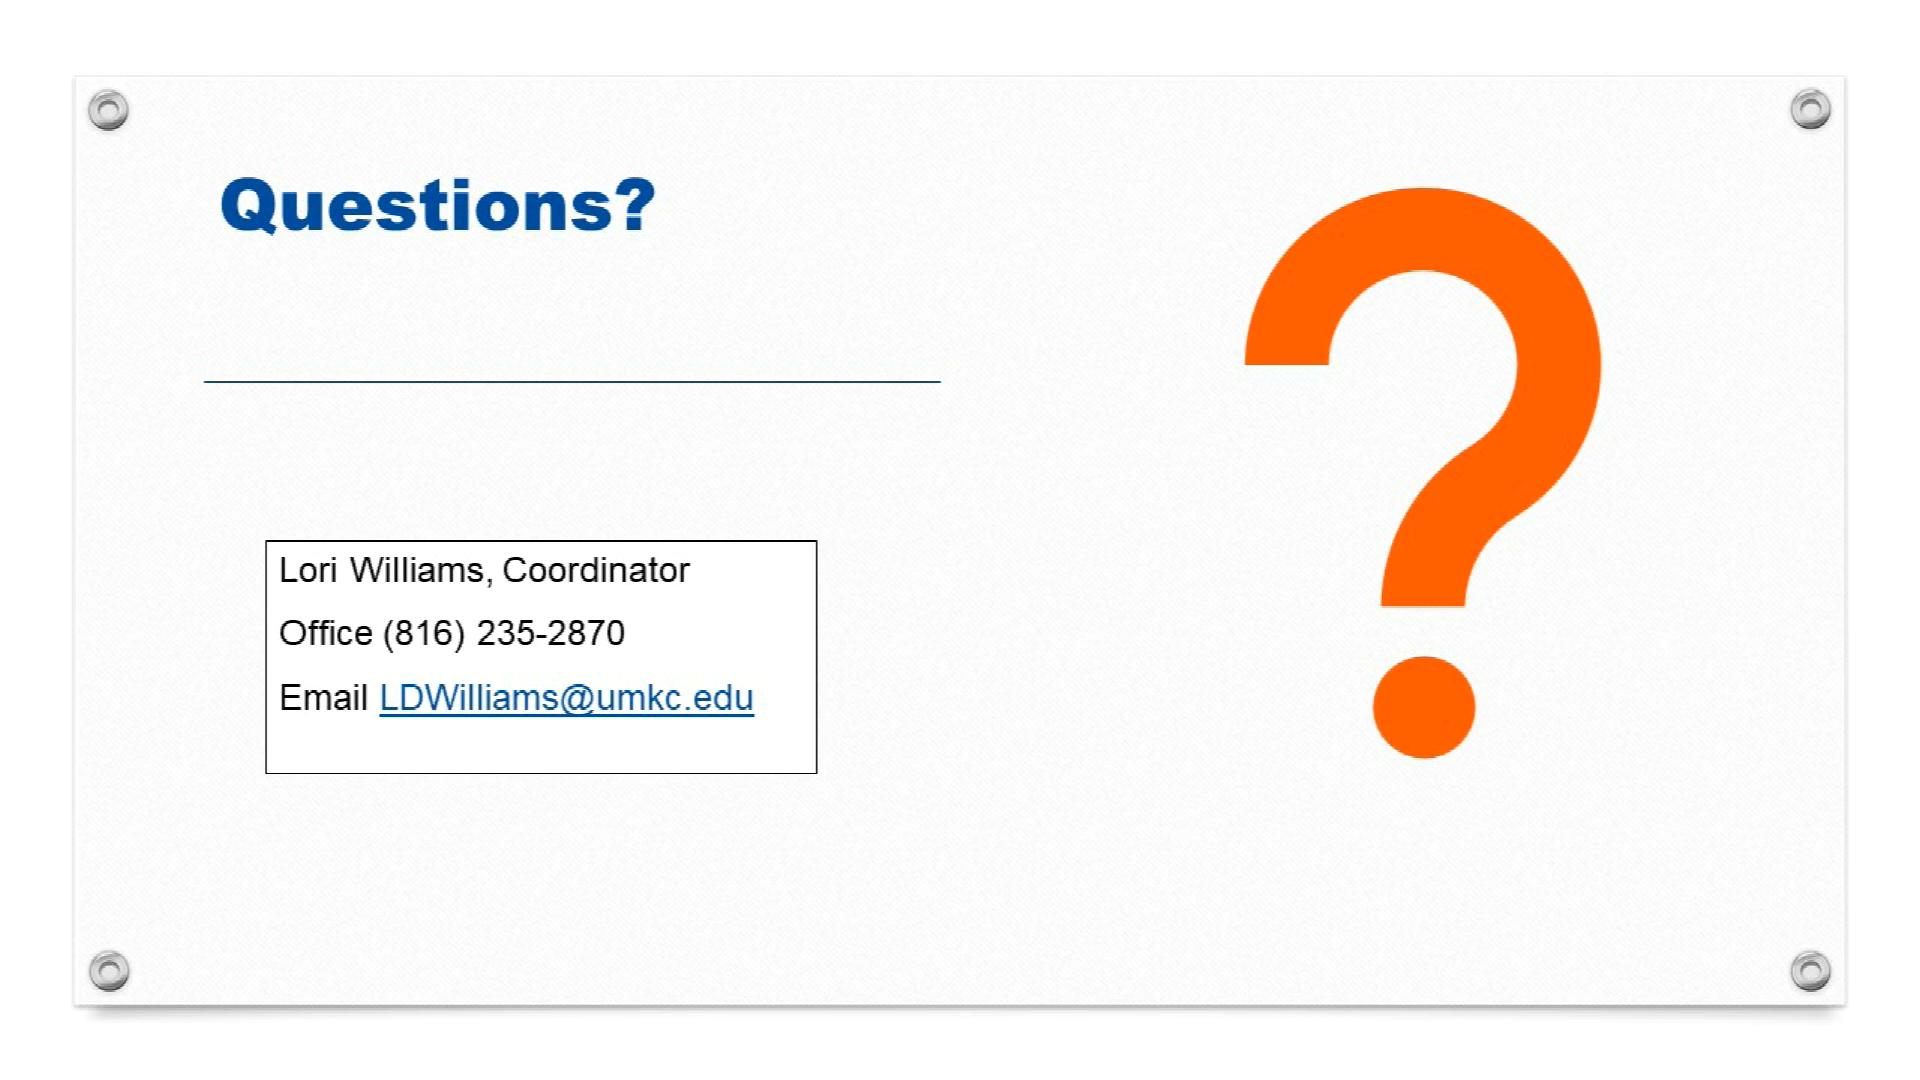 Questions?
Lori Williams, Coordinator
Office (816) 235-2870
Email LDWilliams@umkc.edu
?